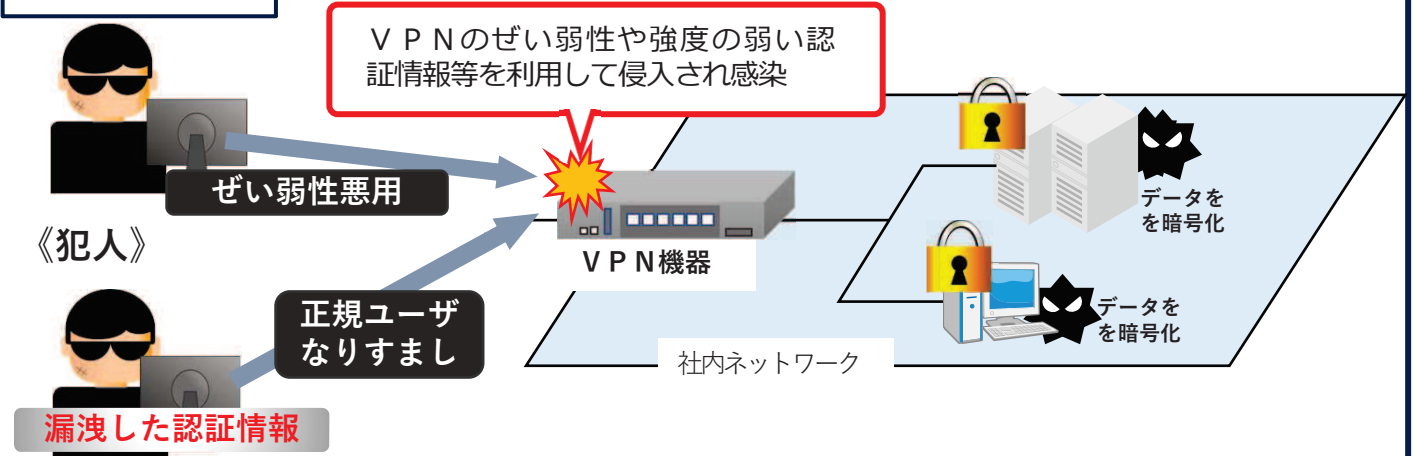 ＶＰＮのぜい弱性や強度の弱い認
証情報等を利用して侵入され感染
ぜい弱性悪用
《犯人》
ＶＰＮ機器
データを
を暗号化
正規ユーザ
なりすまし
データを
を暗号化
社内ネットワーク
漏洩した認証情報